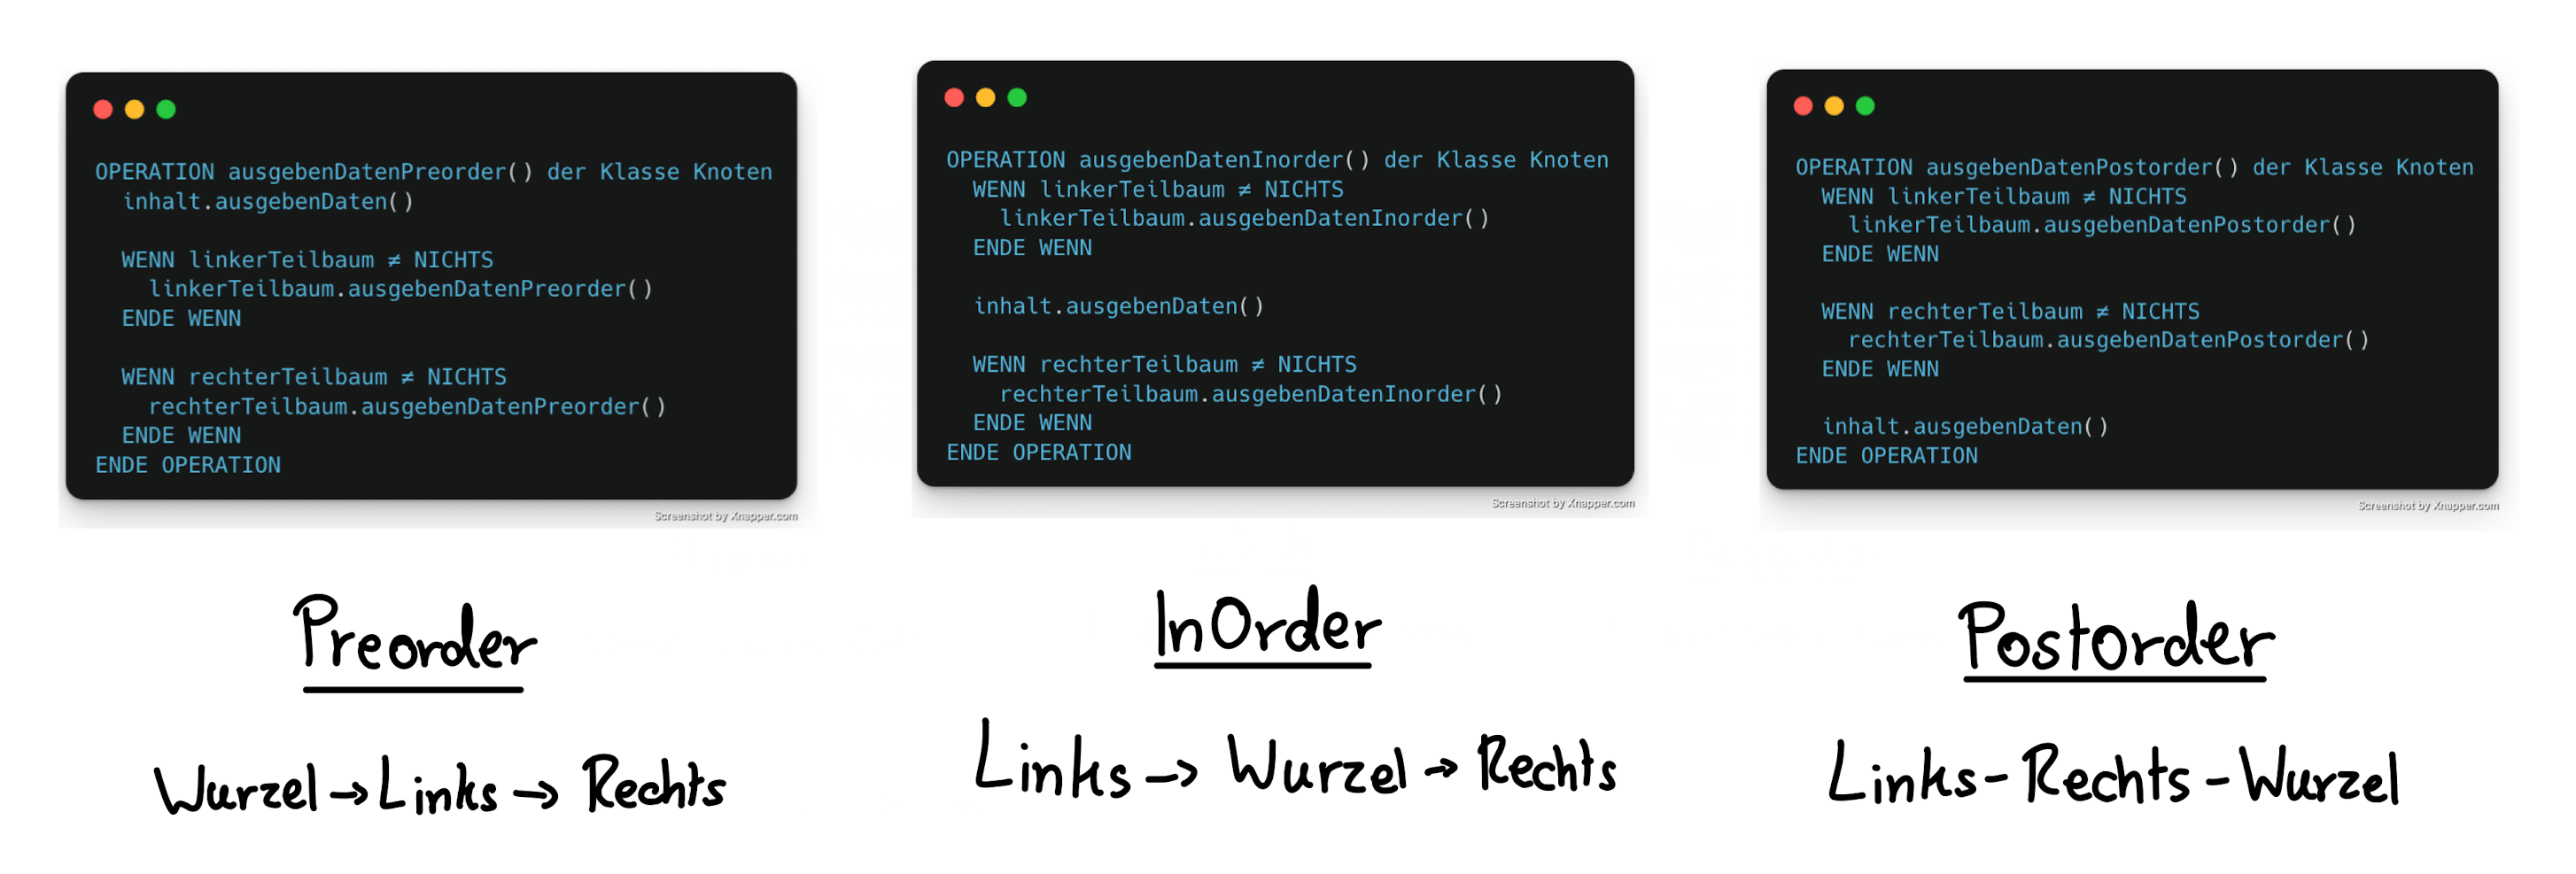 OPERATION ausgebenDatenPreorder() der Klasse Knoten
inhalt.ausgebenDaten()
WENN linkerTeilbaum ≠ NICHTS
linkerTeilbaum.ausgebenDatenPreorder()
ENDE WENN
WENN rechterTeilbaum ≠ NICHTS
rechterTeilbaum.ausgebenDatenPreorder()
ENDE WENN
ENDE OPERATION
Screenshot by Xnapper.com
Preorder
Wurzel → Links → Rechts
OPERATION ausgebenDatenInorder() der Klasse Knoten
WENN linkerTeilbaum ≠ NICHTS
linkerTeilbaum.ausgebenDatenInorder()
ENDE WENN
inhalt.ausgebenDaten()
WENN rechterTeilbaum ≠ NICHTS
rechterTeilbaum.ausgebenDatenInorder()
ENDE WENN
ENDE OPERATION
Screenshot by Xnapper.com
InOrder
Links → Wurzel → Rechts
OPERATION ausgebenDatenPostorder() der Klasse Knoten
WENN linkerTeilbaum ≠ NICHTS
linkerTeilbaum.ausgebenDatenPostorder()
ENDE WENN
WENN rechterTeilbaum ≠ NICHTS
rechterTeilbaum.ausgebenDatenPostorder()
ENDE WENN
inhalt.ausgebenDaten()
ENDE OPERATION
Screenshot by Xnapper.com
Postorder
Links - Rechts - Wurzel